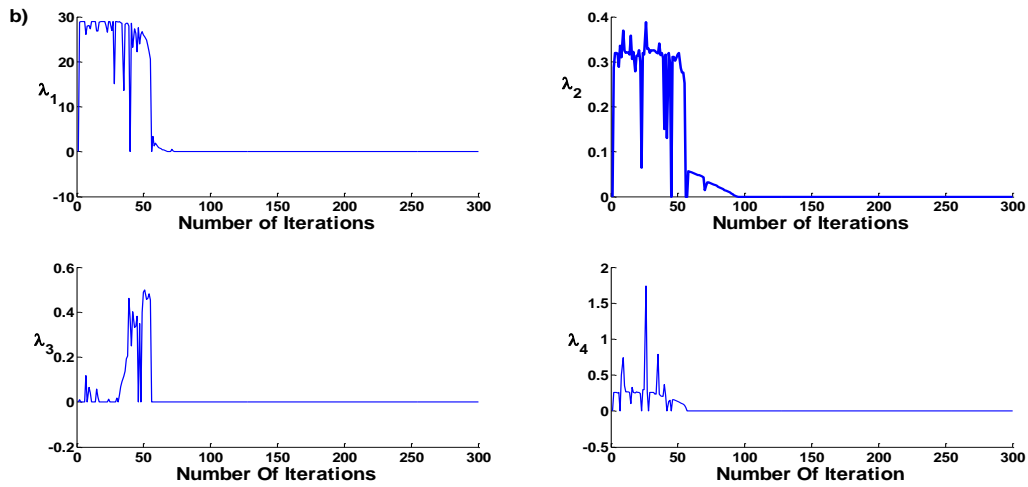 b)
30
20
10
0
-10
λ1
0 50 100 150 200 250 300
Number of Iterations
0.4
0.3
0.2
0.1
0
λ2
0 50 100 150 200 250 300
Number of Iterations
0.6
0.4
0.2
0
-0.2
λ3
0 50 100 150 200 250 300
Number Of Iterations
2
1.5
1
0.5
0
-0.5
λ4
0 50 100 150 200 250 300
Number Of Iteration